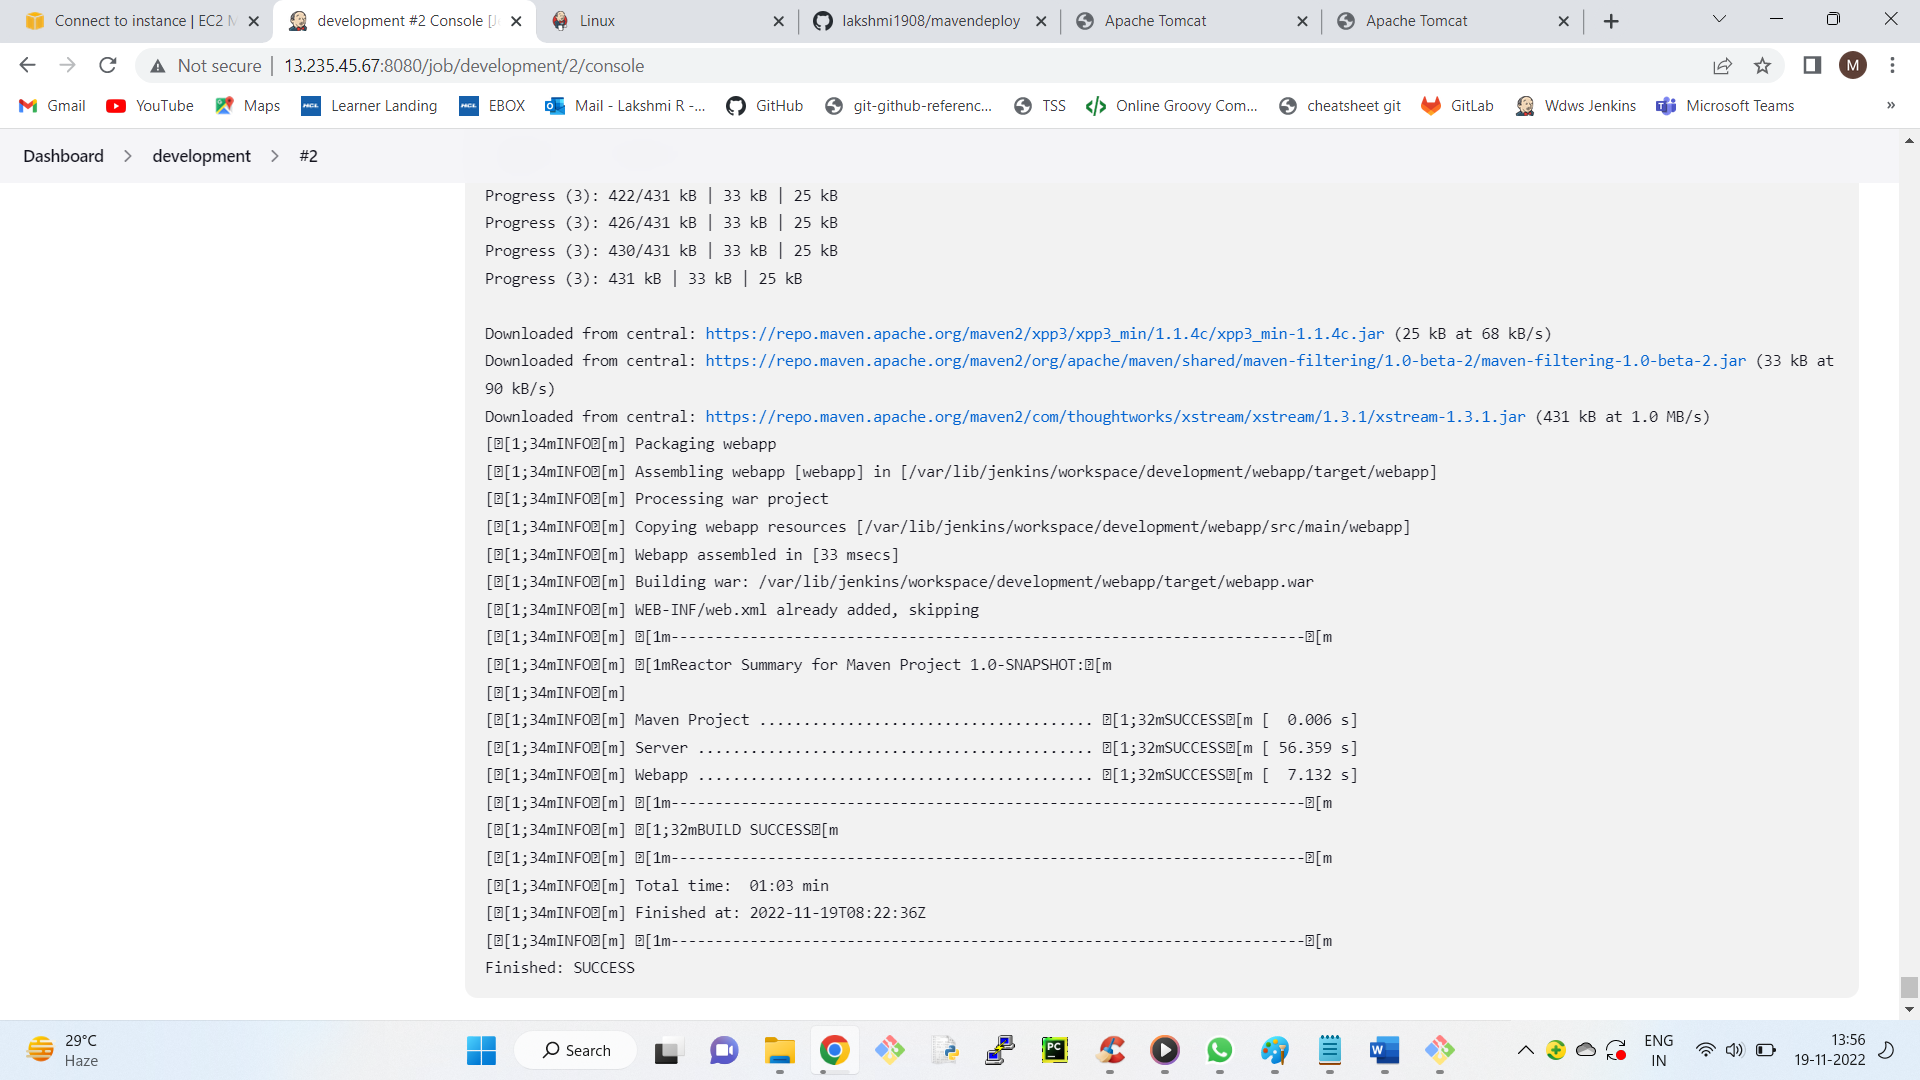 Connect to instance | EC2 M
development #2 Console [Je
Linux
lakshmi1908/mavendeploy
Apache Tomcat
Apache Tomcat
Not secure | 13.235.45.67:8080/job/development/2/console
M
Gmail
YouTube
Maps
Learner Landing
EBOX
Mail - Lakshmi R -...
GitHub
git-github-referenc...
TSS
Online Groovy Com...
cheatsheet git
GitLab
Wdws Jenkins
Microsoft Teams
»
Dashboard > development > #2
Progress (3): 422/431 kB | 33 kB | 25 kB
Progress (3): 426/431 kB | 33 kB | 25 kB
Progress (3): 430/431 kB | 33 kB | 25 kB
Progress (3): 431 kB | 33 kB | 25 kB
Downloaded from central: https://repo.maven.apache.org/maven2/xpp3/xpp3_min/1.1.4c/xpp3_min-1.1.4c.jar (25 kB at 68 kB/s)
Downloaded from central: https://repo.maven.apache.org/maven2/org/apache/maven/shared/maven-filtering/1.0-beta-2/maven-filtering-1.0-beta-2.jar (33 kB at
90 kB/s)
Downloaded from central: https://repo.maven.apache.org/maven2/com/thoughtworks/xstream/xstream/1.3.1/xstream-1.3.1.jar (431 kB at 1.0 MB/s)
[[1;34mINFO[m] Packaging webapp
[[1;34mINFO[m] Assembling webapp [webapp] in [/var/lib/jenkins/workspace/development/webapp/target/webapp]
[[1;34mINFO[m] Processing war project
[[1;34mINFO[m] Copying webapp resources [/var/lib/jenkins/workspace/development/webapp/src/main/webapp]
[[1;34mINFO[m] Webapp assembled in [33 msecs]
[[1;34mINFO[m] Building war: /var/lib/jenkins/workspace/development/webapp/target/webapp.war
[[1;34mINFO[m] WEB-INF/web.xml already added, skipping
[[1;34mINFO[m] [1m------------------------------------------------------------------------[m
[[1;34mINFO[m] [1mReactor Summary for Maven Project 1.0-SNAPSHOT:[m
[[1;34mINFO[m]
[[1;34mINFO[m] Maven Project ...................................... [1;32mSUCCESS[m [  0.006 s]
[[1;34mINFO[m] Server ............................................. [1;32mSUCCESS[m [ 56.359 s]
[[1;34mINFO[m] Webapp ............................................. [1;32mSUCCESS[m [  7.132 s]
[[1;34mINFO[m] [1m------------------------------------------------------------------------[m
[[1;34mINFO[m] [1;32mBUILD SUCCESS[m
[[1;34mINFO[m] [1m------------------------------------------------------------------------[m
[[1;34mINFO[m] Total time:  01:03 min
[[1;34mINFO[m] Finished at: 2022-11-19T08:22:36Z
[[1;34mINFO[m] [1m------------------------------------------------------------------------[m
Finished: SUCCESS
29°C
Haze
Search
ENG
IN
13:56
19-11-2022